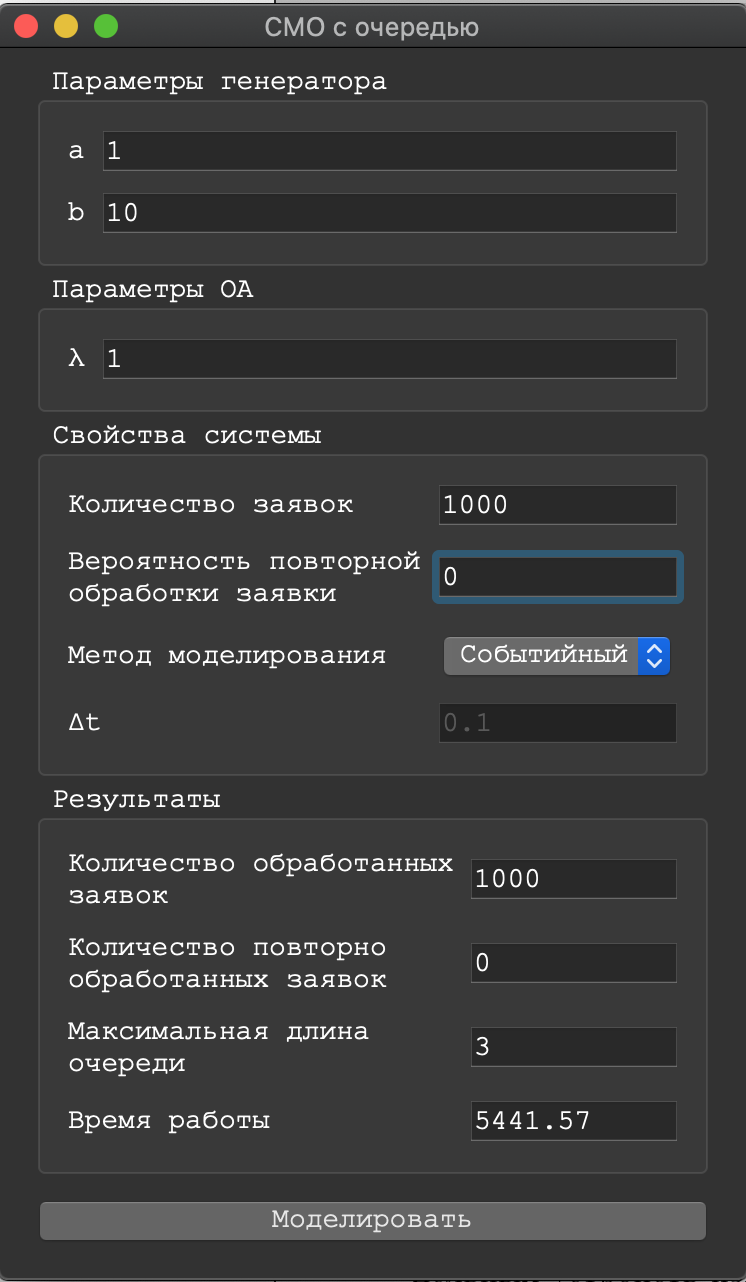 СМО с очередью
Параметры генератора
a 1
b 10
Параметры ОА
λ 1
Свойства системы
Количество заявок 1000
Вероятность повторной
обработки заявки 0
Метод моделирования Событийный
Δt 0.1
Результаты
Количество обработанных
заявок 1000
Количество повторно
обработанных заявок 0
Максимальная длина
очереди 3
Время работы 5441.57
Моделировать